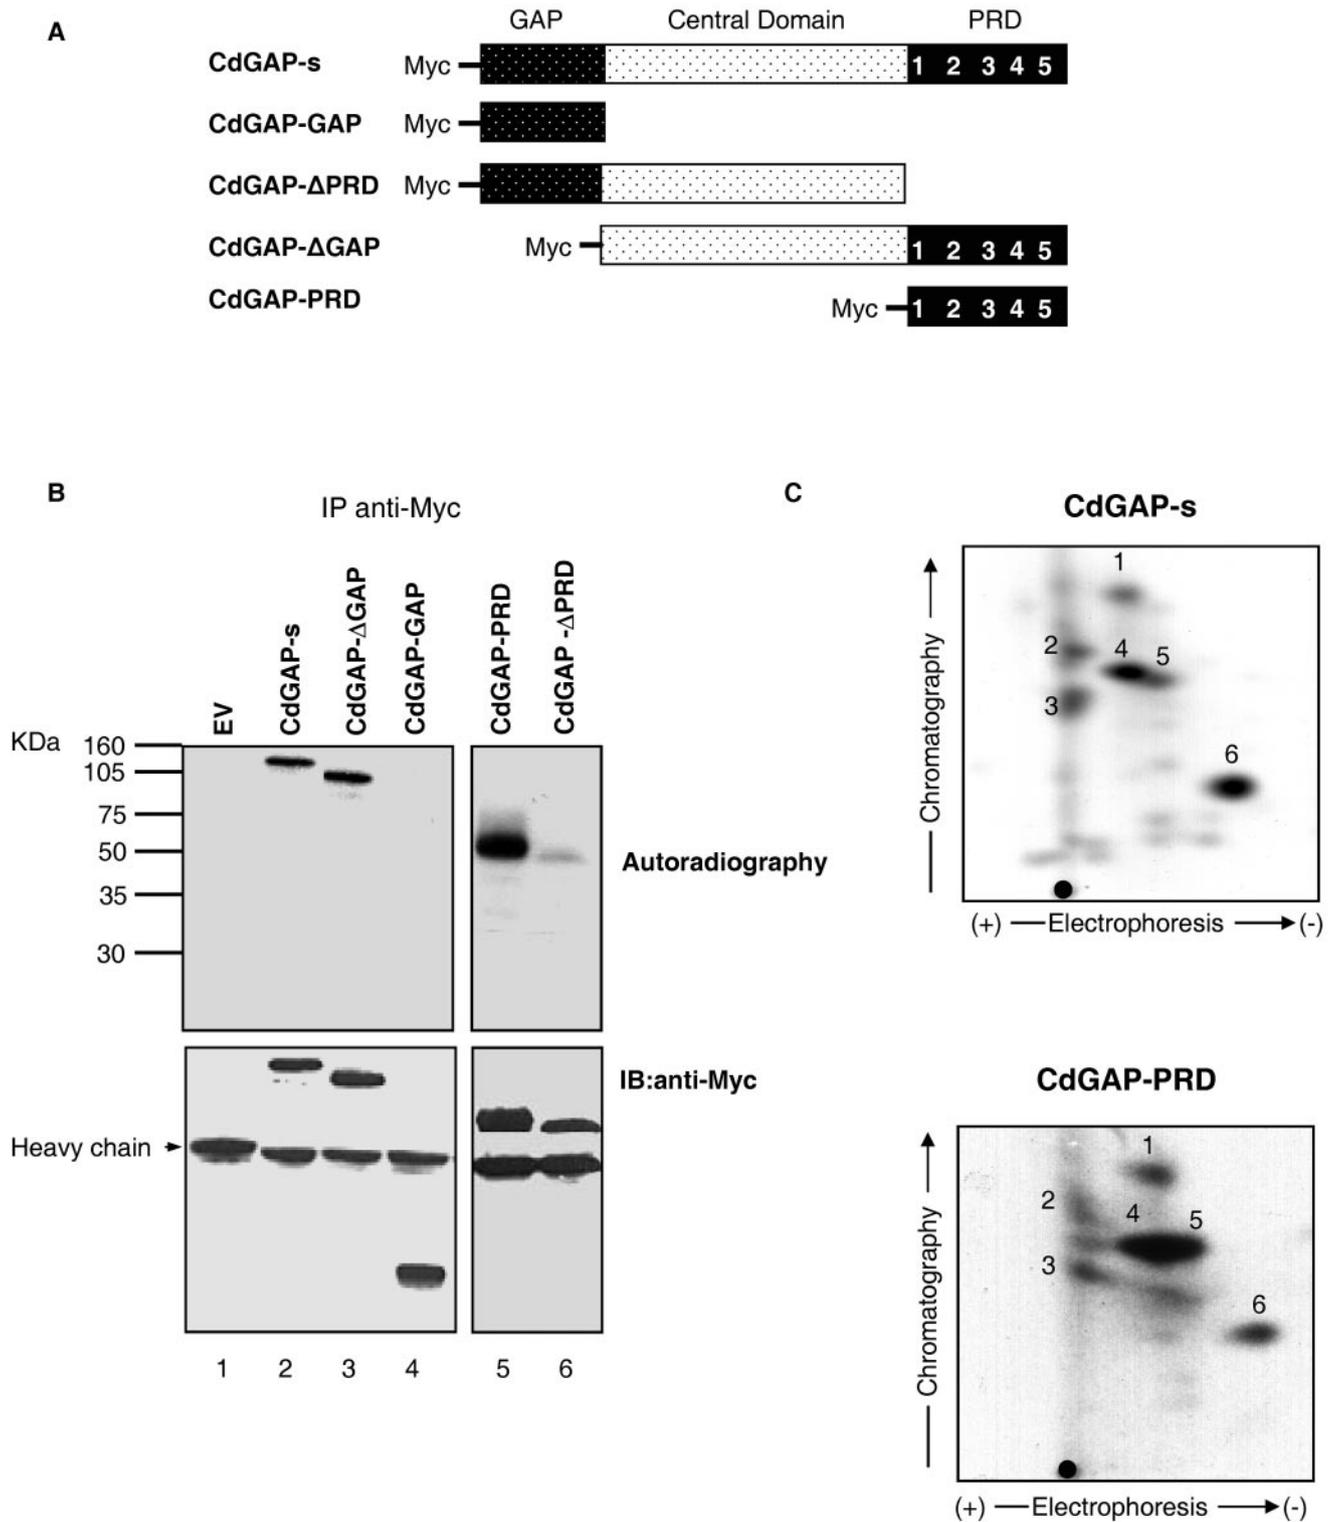 A
GAP Central Domain PRD
CdGAP-s Myc 1 2 3 4 5
CdGAP-GAP Myc
CdGAP-ΔPRD Myc
CdGAP-ΔGAP Myc 1 2 3 4 5
CdGAP-PRD Myc 1 2 3 4 5
B
IP anti-Myc
EV
CdGAP-s
CdGAP-ΔGAP
CdGAP-GAP
CdGAP-PRD
CdGAP -ΔPRD
KDa
160
105
75
50
35
30
Autoradiography
IB:anti-Myc
Heavy chain
1 2 3 4 5 6
C
CdGAP-s
Chromatography
1
2 4 5
3
6
(+) Electrophoresis (-)
CdGAP-PRD
Chromatography
1
2
4 5
3
6
(+) Electrophoresis (-)